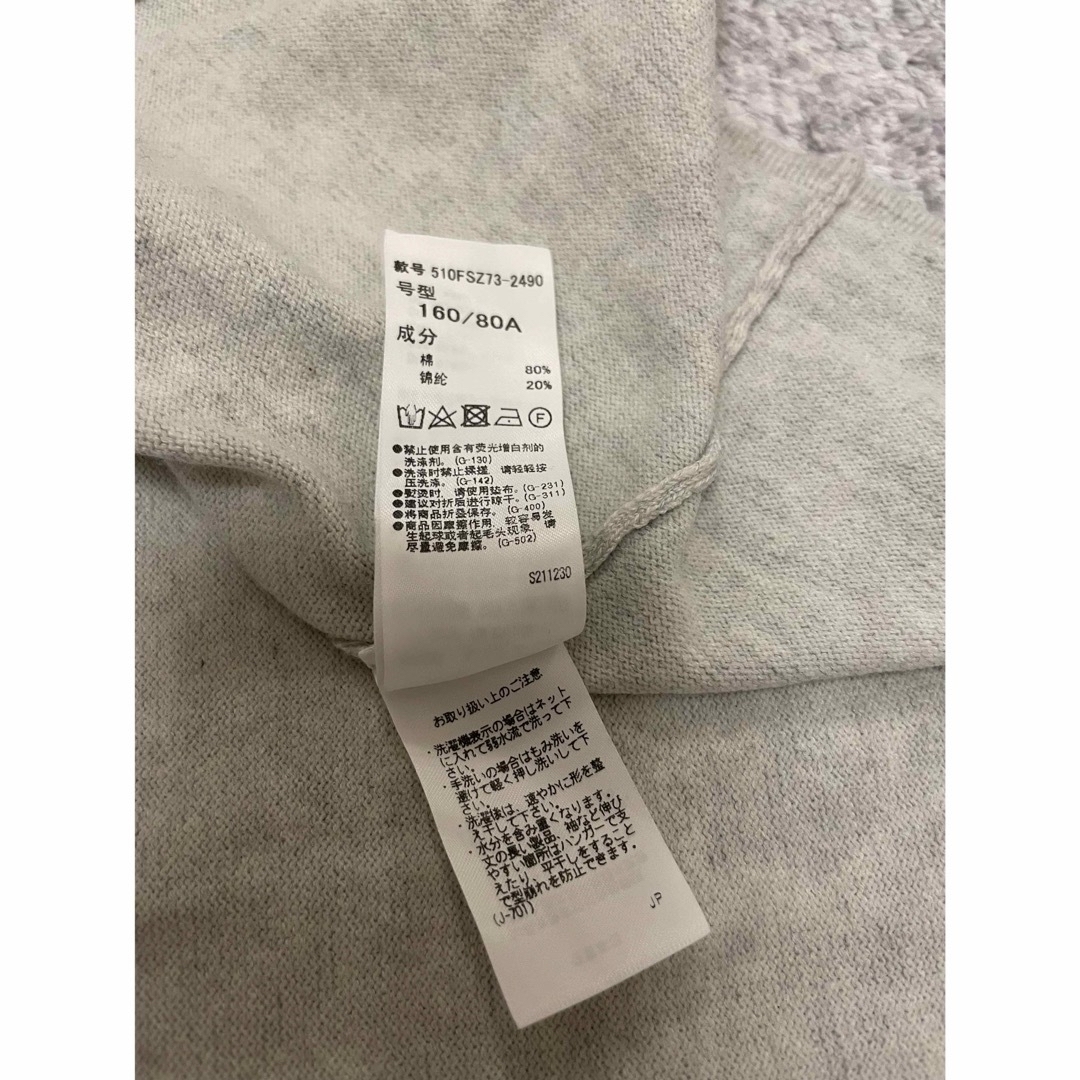 款号 510FSZ73-2490
号型
160/80A
成分
棉 80%
锦纶 20%
F
●禁止使用含有荧光增白剂的
洗涤剂。(G-130)
●洗涤时禁止揉搓，请轻轻按
压洗涤。(G-142)
●熨烫时，请使用垫布。(G-231)
●建议对折后进行晾干。(G-311)
●将商品折叠保存。(G-400)
●商品因摩擦作用，较容易发
生起球或者起毛头现象，请
尽量避免摩擦。(G-502)
S211230
お取り扱い上のご注意
・洗濯機表示の場合はネット
に入れて弱水流で洗って下
さい。
・手洗いの場合はもみ洗いを
避けて軽く押し洗いして下
さい。
・洗濯後は、速やかに形を整
え干して下さい。
・水分を含み重くなります。
丈の長い製品、袖など伸び
やすい箇所はハンガーで支
えたり、平干しをすること
で型崩れを防止できます。
(J-701)
JP